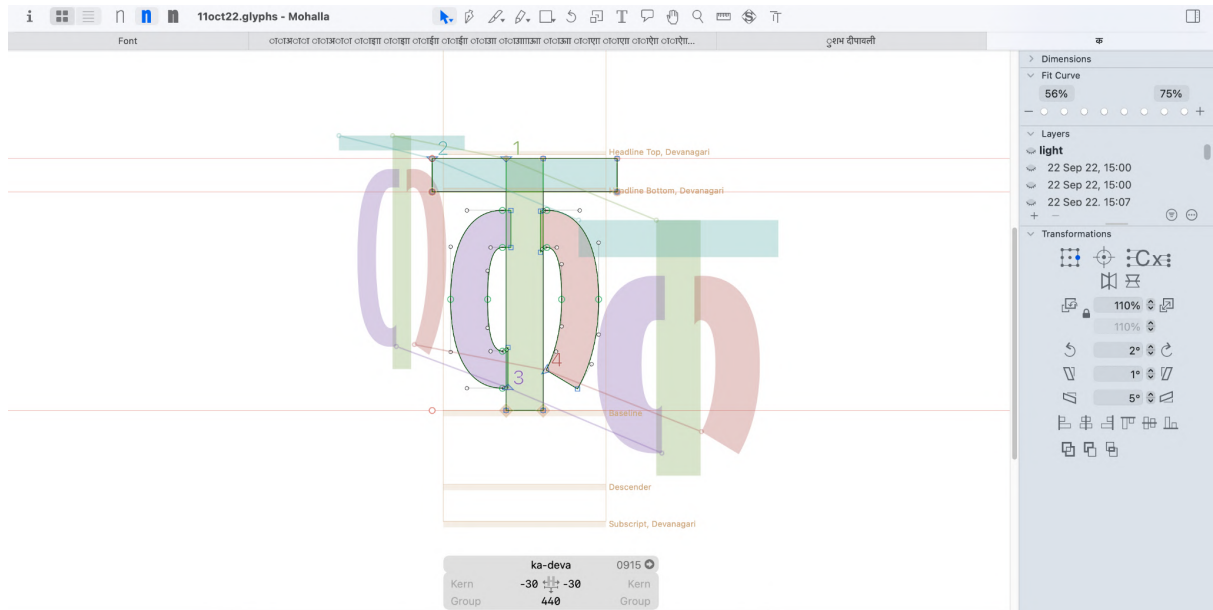 11oct22.glyphs - Mohalla
Font
ुशभ दीपावली
क
Dimensions
Fit Curve
56% 75%
Layers
light
22 Sep 22, 15:00
22 Sep 22, 15:00
22 Sep 22. 15:07
Transformations
110%
110%
2°
1°
5°
2 1
Headline Top, Devanagari
Headline Bottom, Devanagari
4
3
Baseline
Descender
Subscript, Devanagari
ka-deva 0915
Kern -30 -30 Kern
Group 440 Group